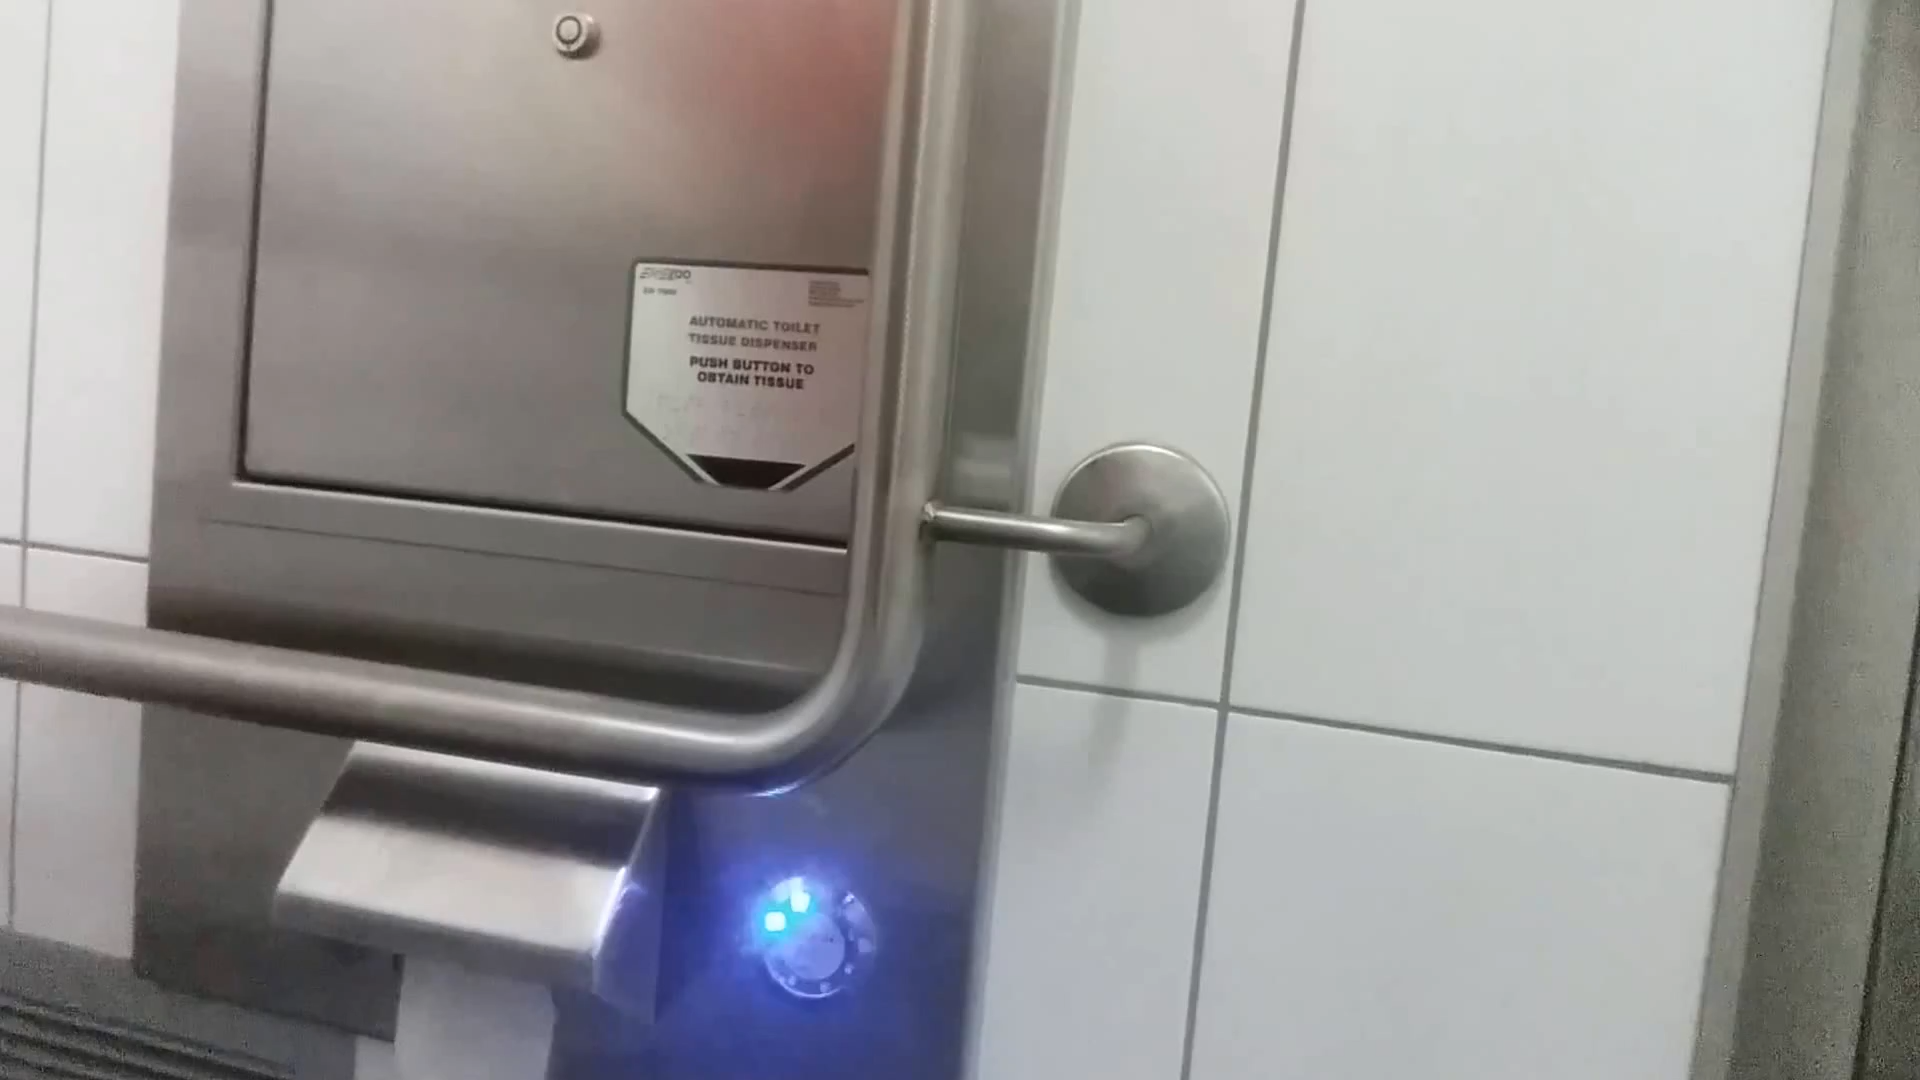 AUTOMATIC TOILET
TISSUE DISPENSER
PUSH BUTTON TO
OBTAIN TISSUE